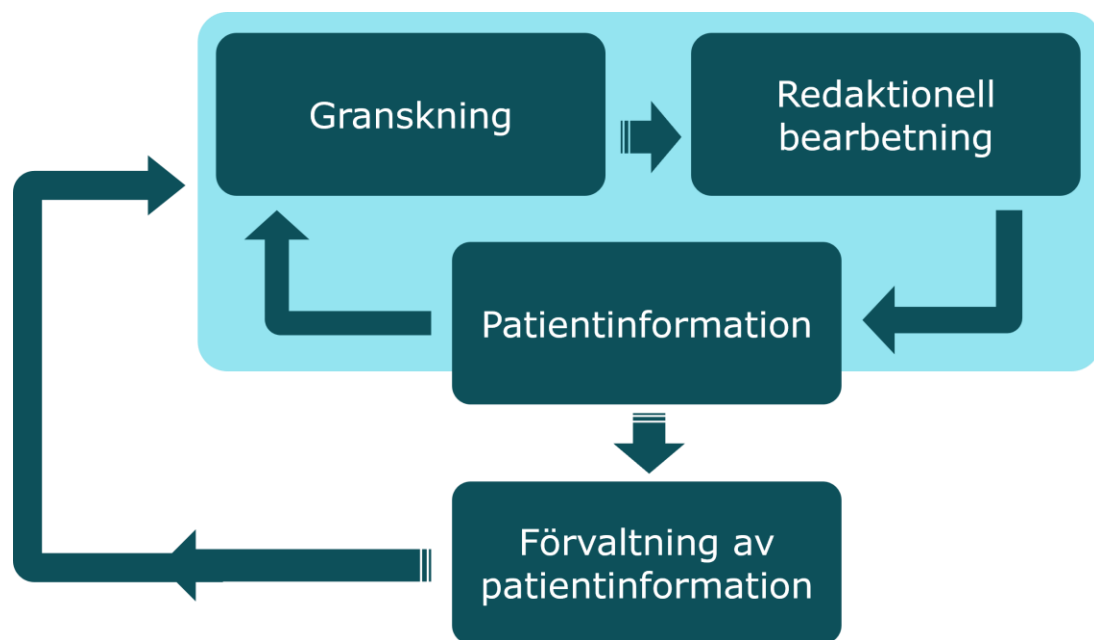 Granskning
Redaktionell
bearbetning
Patientinformation
Förvaltning av
patientinformation